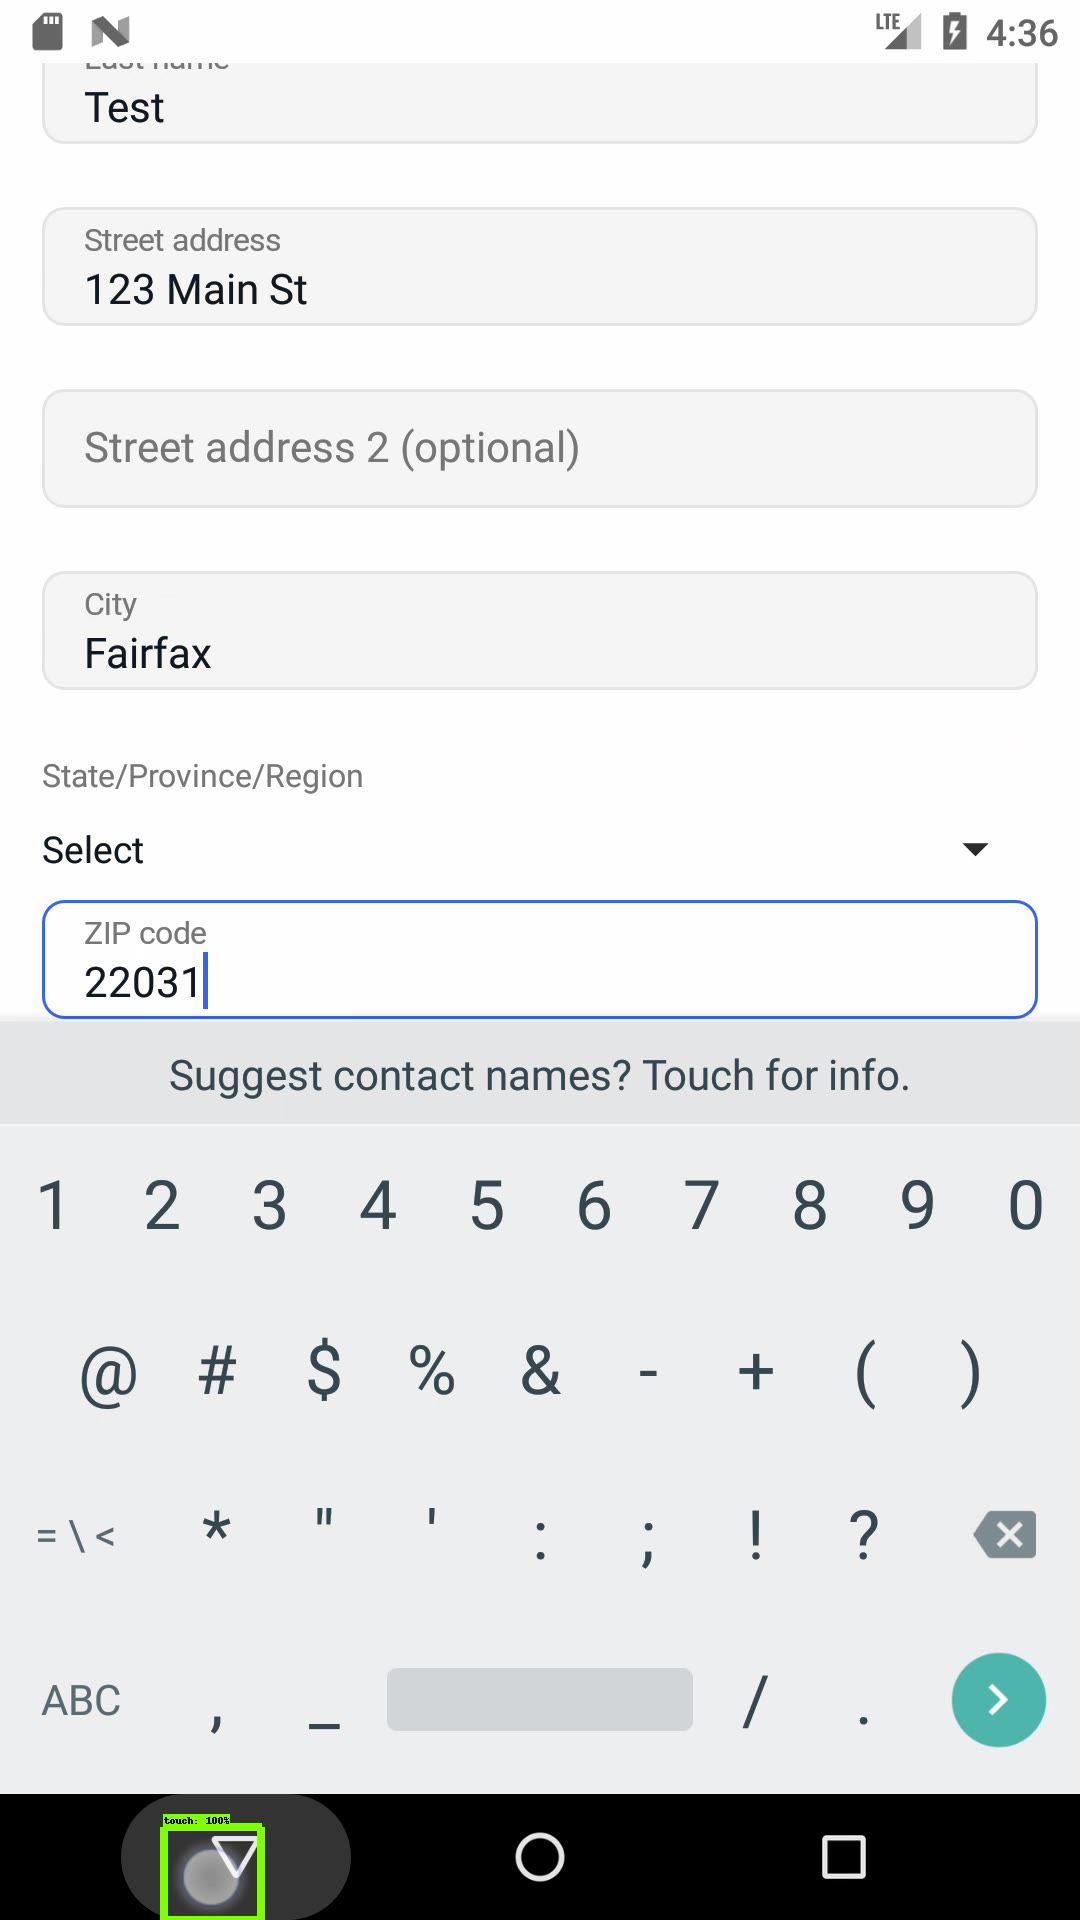 LTE 4:36
Last name
Test
Street address
123 Main St
Street address 2 (optional)
City
Fairfax
State/Province/Region
Select
ZIP code
22031
Suggest contact names? Touch for info.
1 2 3 4 5 6 7 8 9 0
@ # $ % & - + ( )
= \ < * " ' : ; ! ?
ABC , _ / .
touch: 100%